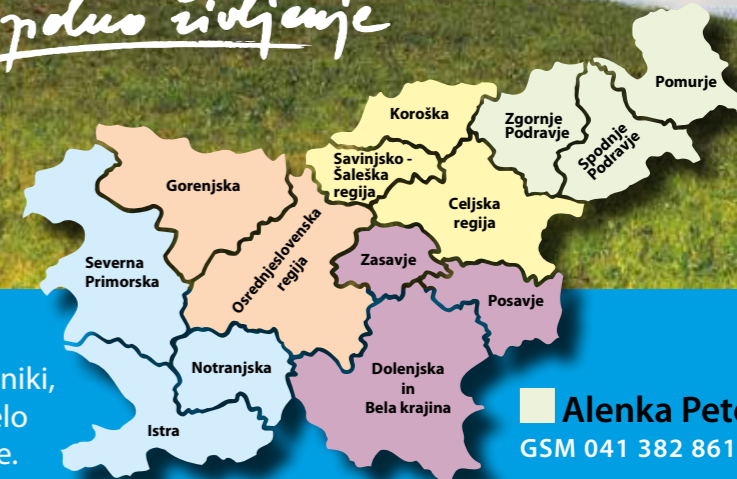 polno življenje
Pomurje
Koroška
Zgornje
Podravje
Spodnje
Podravje
Savinjsko -
Šaleška
regija
Gorenjska
Celjska
regija
Osrednjeslovenska
regija
Zasavje
Severna
Primorska
Posavje
Notranjska
Dolenjska
in
Bela krajina
Istra
niki,
elo
e.
Alenka Pete
GSM 041 382 861